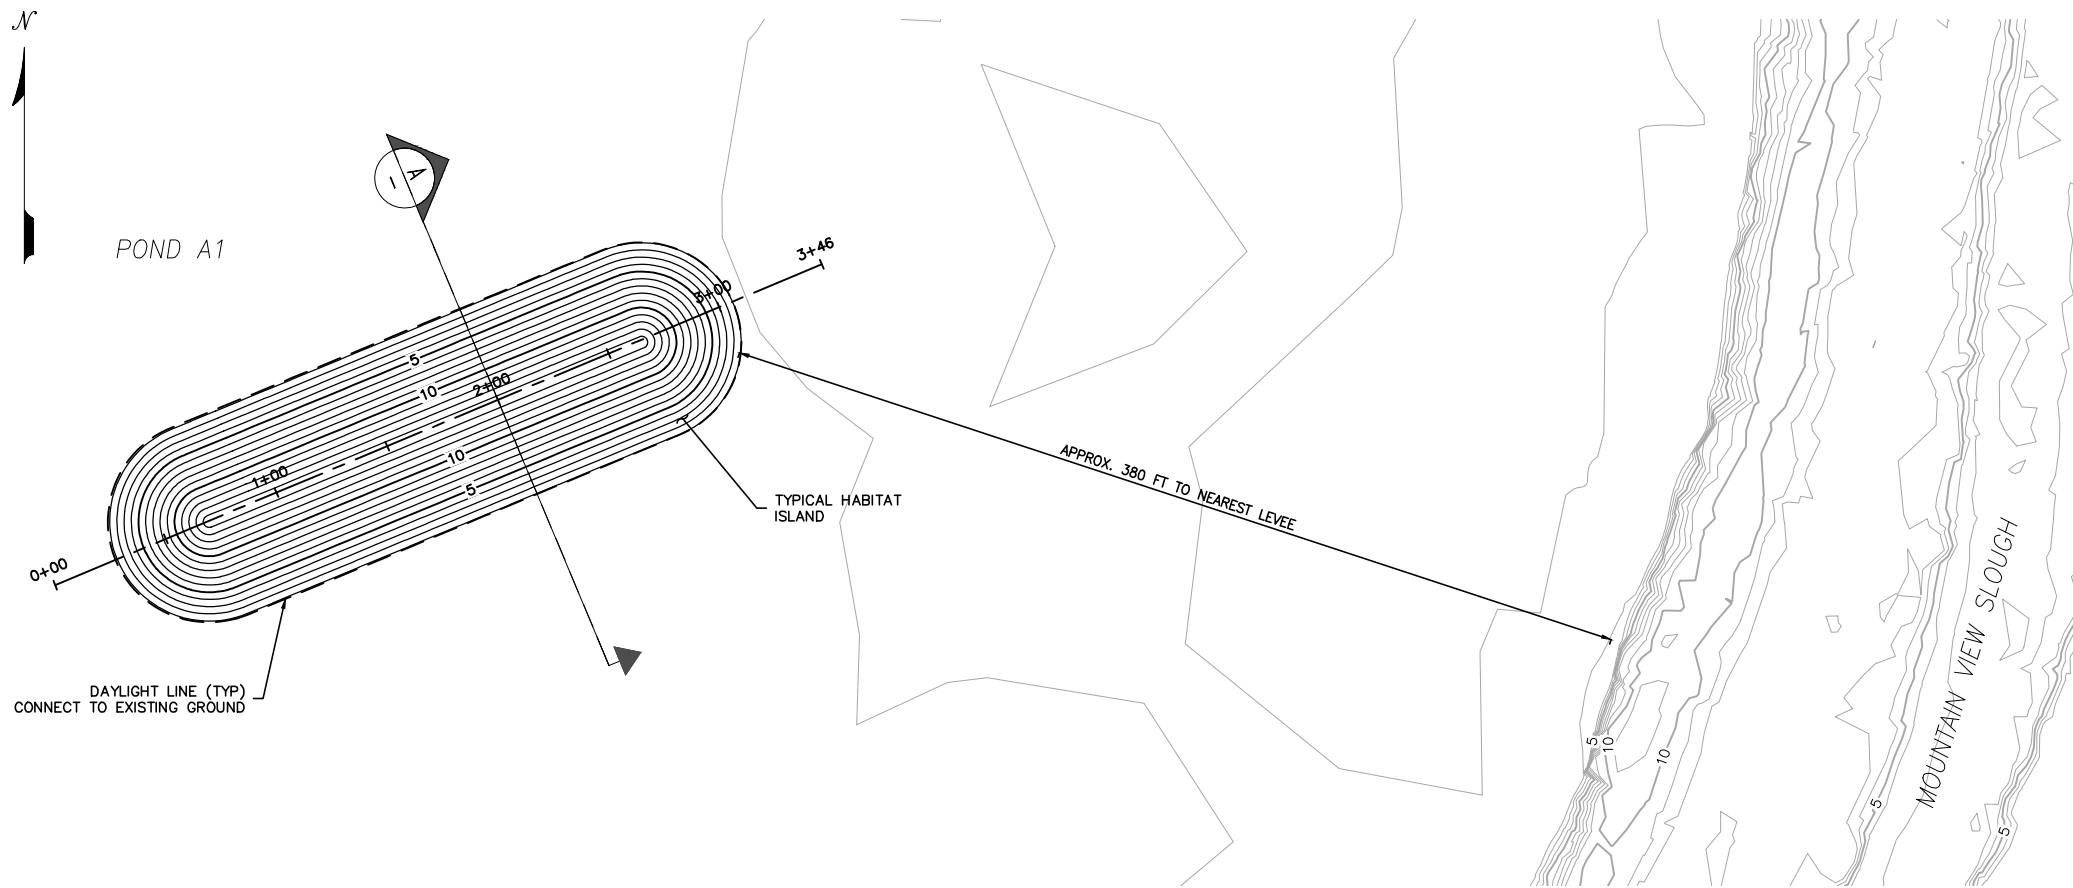 N
A
–
POND A1
3+46
3+00
5
10
2+00
1+00
10
5
0+00
APPROX. 380 FT TO NEAREST LEVEE
TYPICAL HABITAT
ISLAND
DAYLIGHT LINE (TYP)
CONNECT TO EXISTING GROUND
MOUNTAIN VIEW SLOUGH
5
10
10
5
5